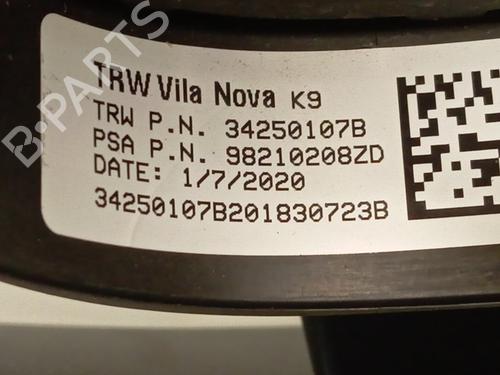 B-PARTS
TRW Vila Nova K9
TRW P.N. 34250107B
PSA P.N. 98210208ZD
DATE: 1/7/2020
34250107B201830723B